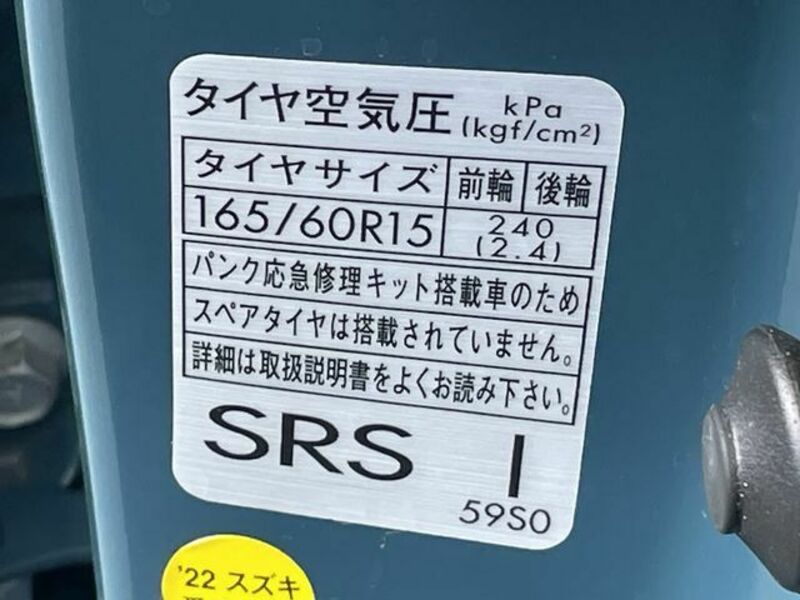 タイヤ空気圧 kPa
(kgf/cm²)
タイヤサイズ 前輪 後輪
165/60R15 240
(2.4)
パンク応急修理キット搭載車のため
スペアタイヤは搭載されていません。
詳細は取扱説明書をよくお読み下さい。
SRS I
59S0
'22 スズキ